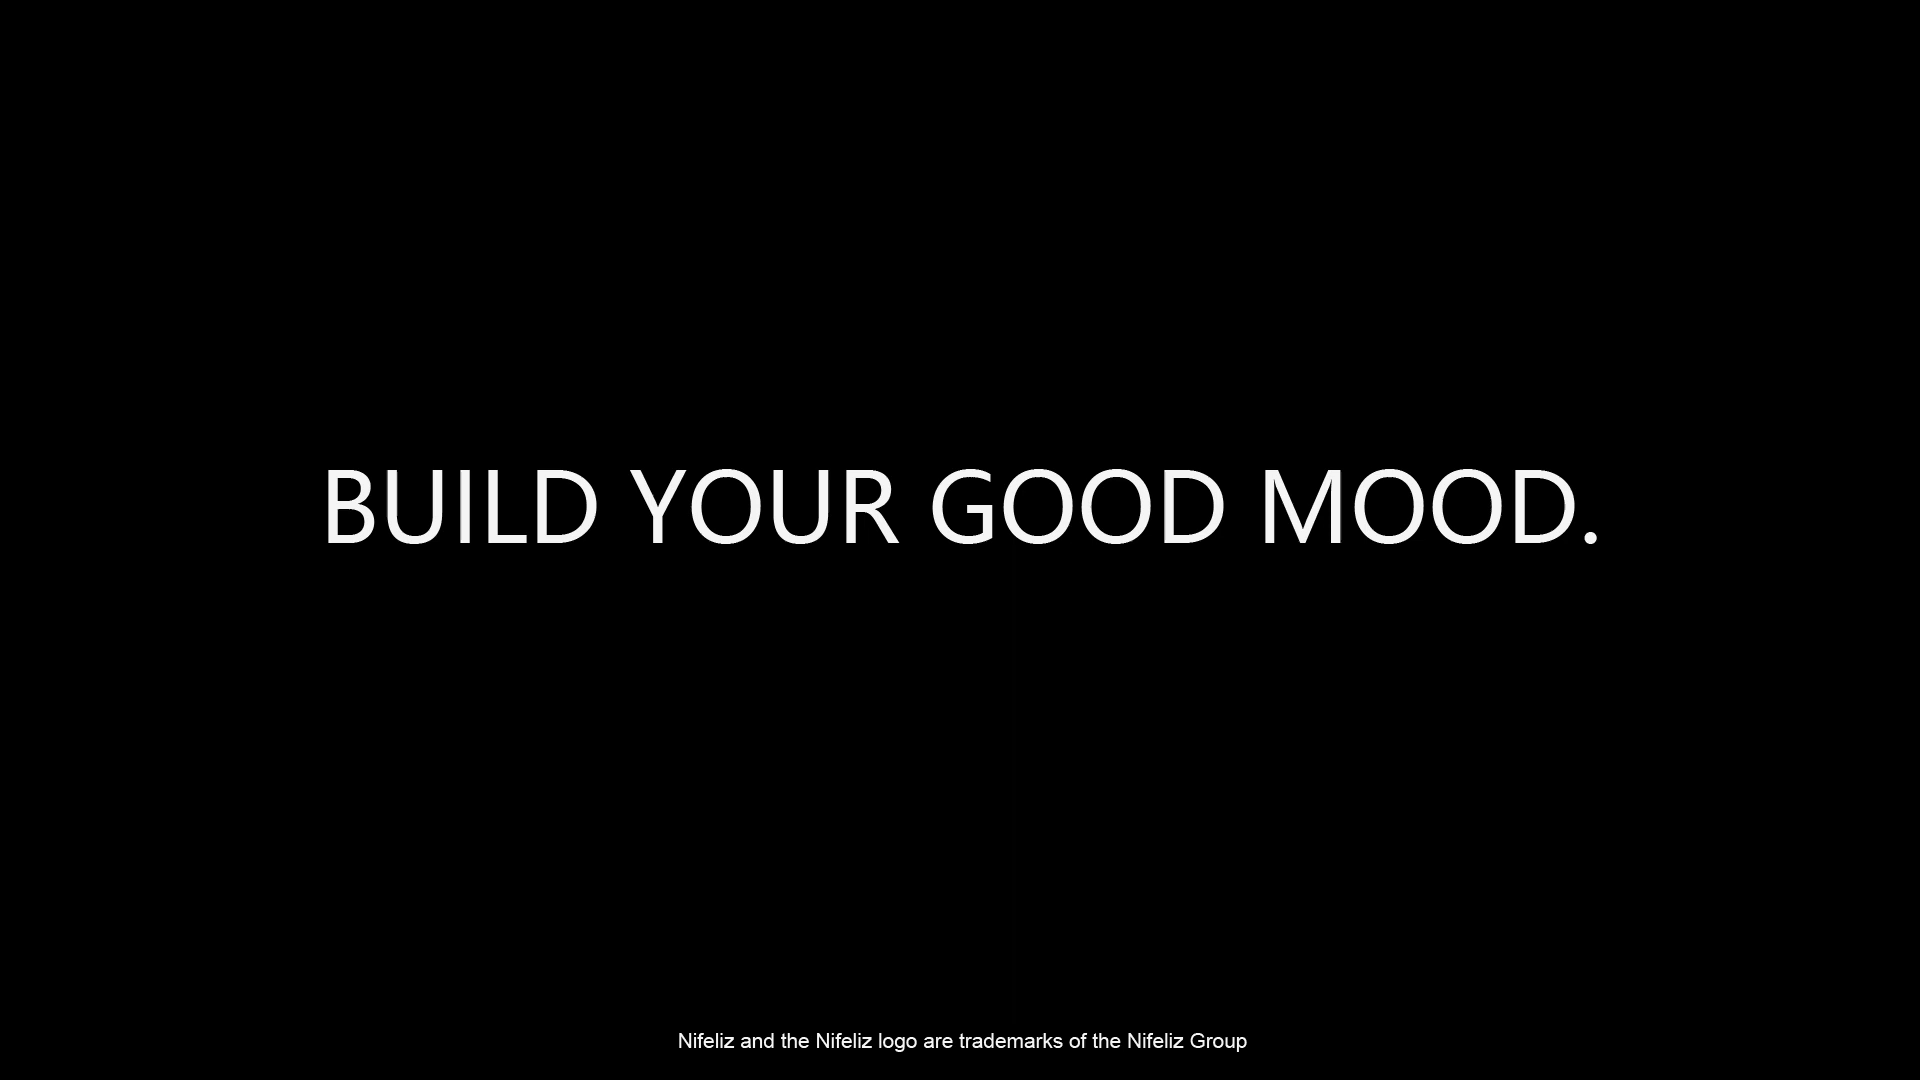 BUILD YOUR GOOD MOOD.
Nifeliz and the Nifeliz logo are trademarks of the Nifeliz Group